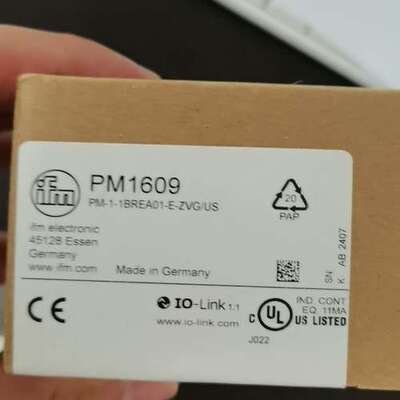 ifm
PM1609
PM-1-1BREA01-E-ZVG/US
ifm electronic
45128 Essen
Germany
www.ifm.com
Made in Germany
20
PAP
SN
K
AB 2407
CE
IO-Link 1.1
www.io-link.com
C UL US LISTED
IND. CONT
EQ. 11MA
J022